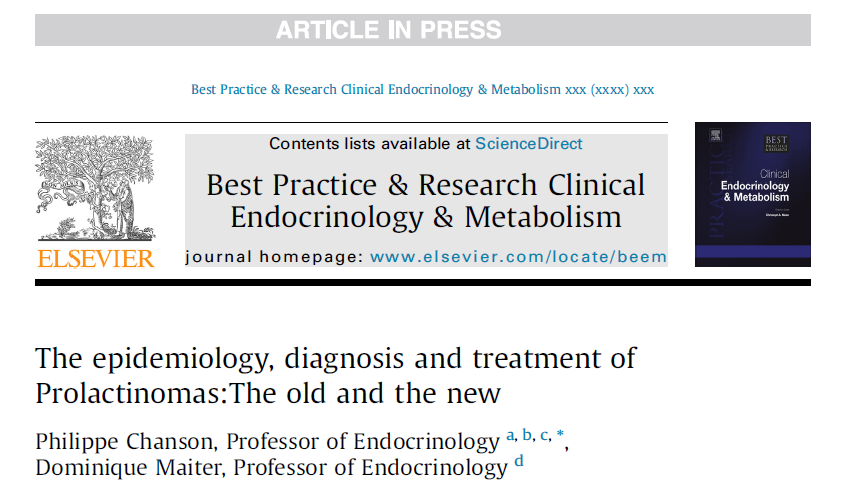 ARTICLE IN PRESS
Best Practice & Research Clinical Endocrinology & Metabolism xxx (xxxx) xxx
Contents lists available at ScienceDirect
Best Practice & Research Clinical
Endocrinology & Metabolism
journal homepage: www.elsevier.com/locate/beem
ELSEVIER
BEST
PRACTICE
& RESEARCH
Clinical
Endocrinology
& Metabolism
The epidemiology, diagnosis and treatment of
Prolactinomas:The old and the new
Philippe Chanson, Professor of Endocrinology a, b, c, *,
Dominique Maiter, Professor of Endocrinology d